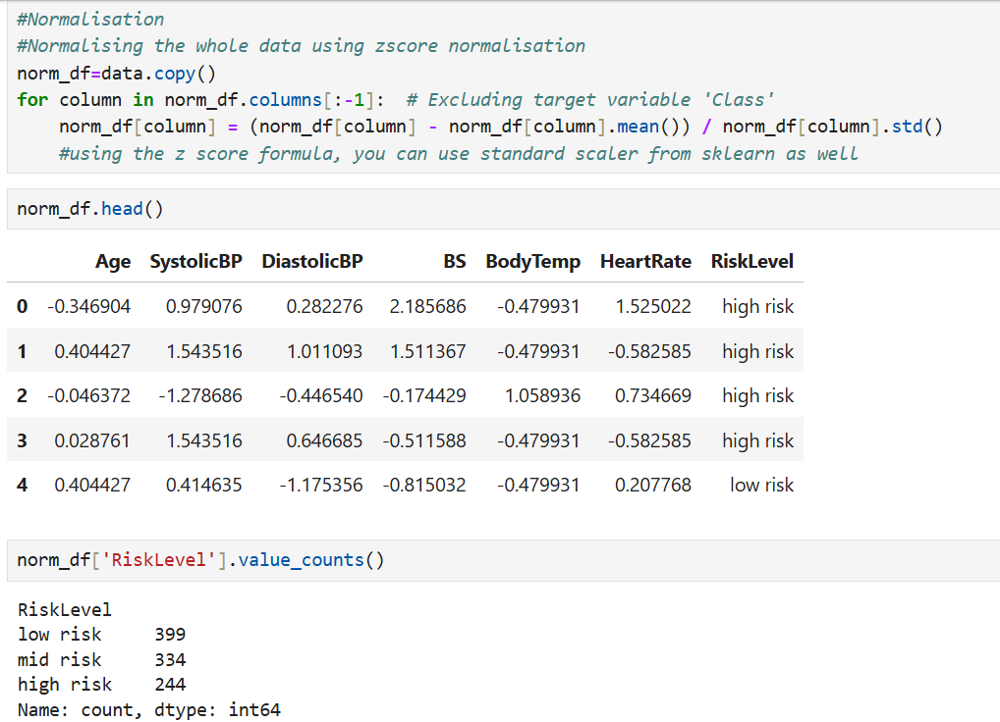 #Normalisation
#Normalising the whole data using zscore normalisation
norm_df=data.copy()
for column in norm_df.columns[:-1]:  # Excluding target variable 'Class'
    norm_df[column] = (norm_df[column] - norm_df[column].mean()) / norm_df[column].std()
    #using the z score formula, you can use standard scaler from sklearn as well
norm_df.head()
Age SystolicBP DiastolicBP BS BodyTemp HeartRate RiskLevel
0 -0.346904 0.979076 0.282276 2.185686 -0.479931 1.525022 high risk
1 0.404427 1.543516 1.011093 1.511367 -0.479931 -0.582585 high risk
2 -0.046372 -1.278686 -0.446540 -0.174429 1.058936 0.734669 high risk
3 0.028761 1.543516 0.646685 -0.511588 -0.479931 -0.582585 high risk
4 0.404427 0.414635 -1.175356 -0.815032 -0.479931 0.207768 low risk
norm_df['RiskLevel'].value_counts()
RiskLevel
low risk     399
mid risk     334
high risk    244
Name: count, dtype: int64